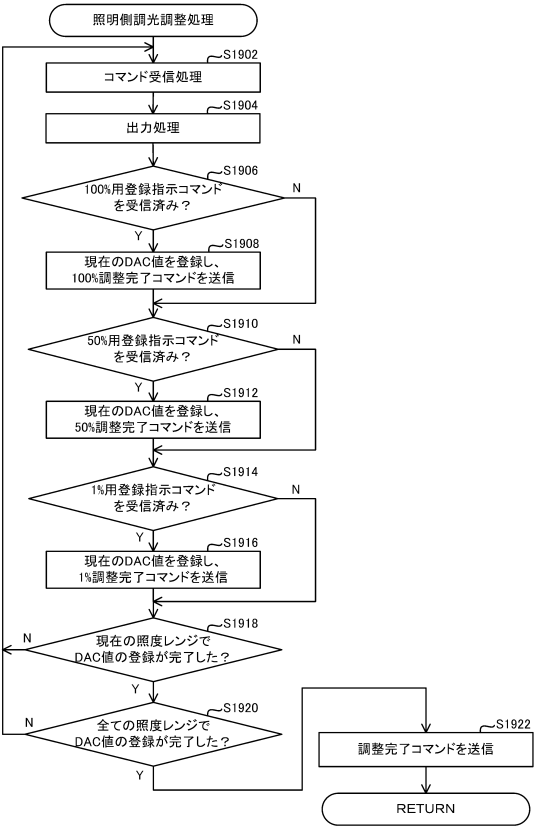 照明側調光調整処理
S1902
コマンド受信処理
S1904
出力処理
S1906
100%用登録指示コマンド
を受信済み？
N
Y
S1908
現在のDAC値を登録し、
100%調整完了コマンドを送信
S1910
50%用登録指示コマンド
を受信済み？
N
Y
S1912
現在のDAC値を登録し、
50%調整完了コマンドを送信
S1914
1%用登録指示コマンド
を受信済み？
N
Y
S1916
現在のDAC値を登録し、
1%調整完了コマンドを送信
S1918
現在の照度レンジで
DAC値の登録が完了した？
N
Y
S1920
全ての照度レンジで
DAC値の登録が完了した？
N
Y
S1922
調整完了コマンドを送信
RETURN